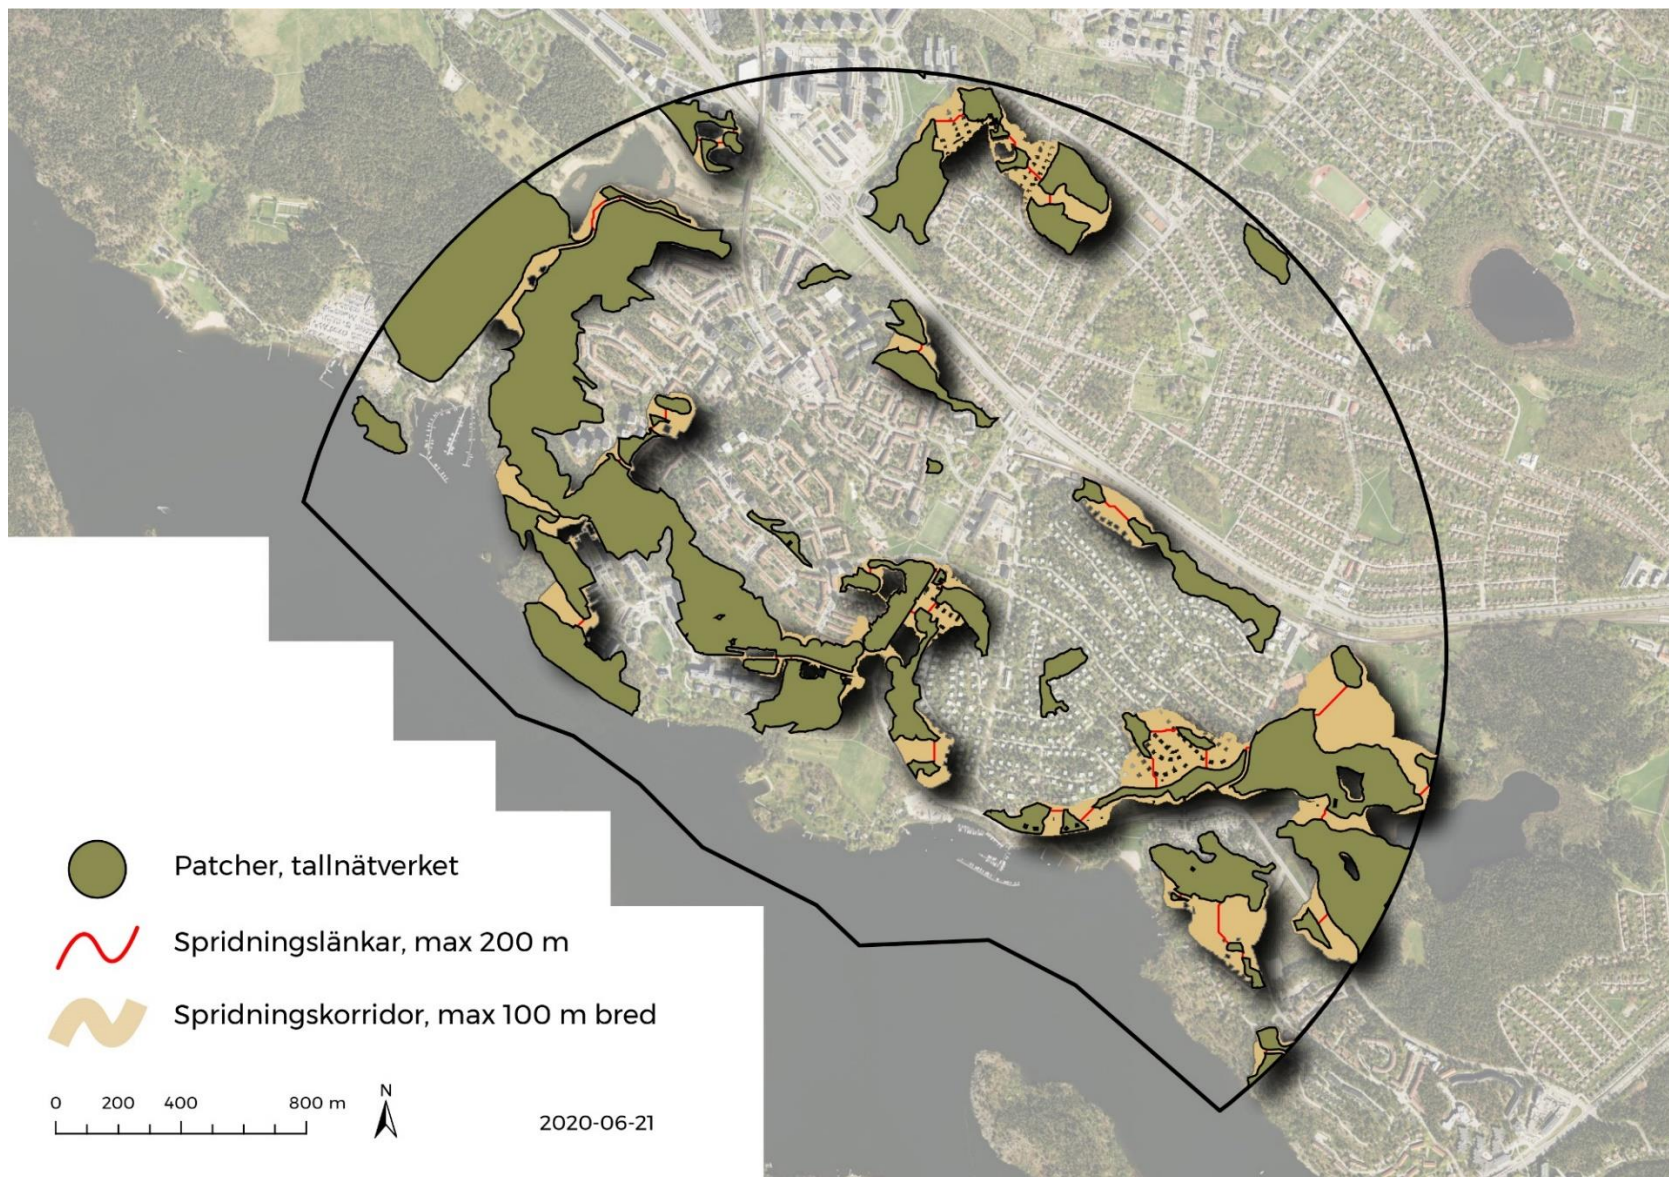 Patcher, tallnätverket
Spridningslänkar, max 200 m
Spridningskorridor, max 100 m bred
0 200 400 800 m
N
2020-06-21